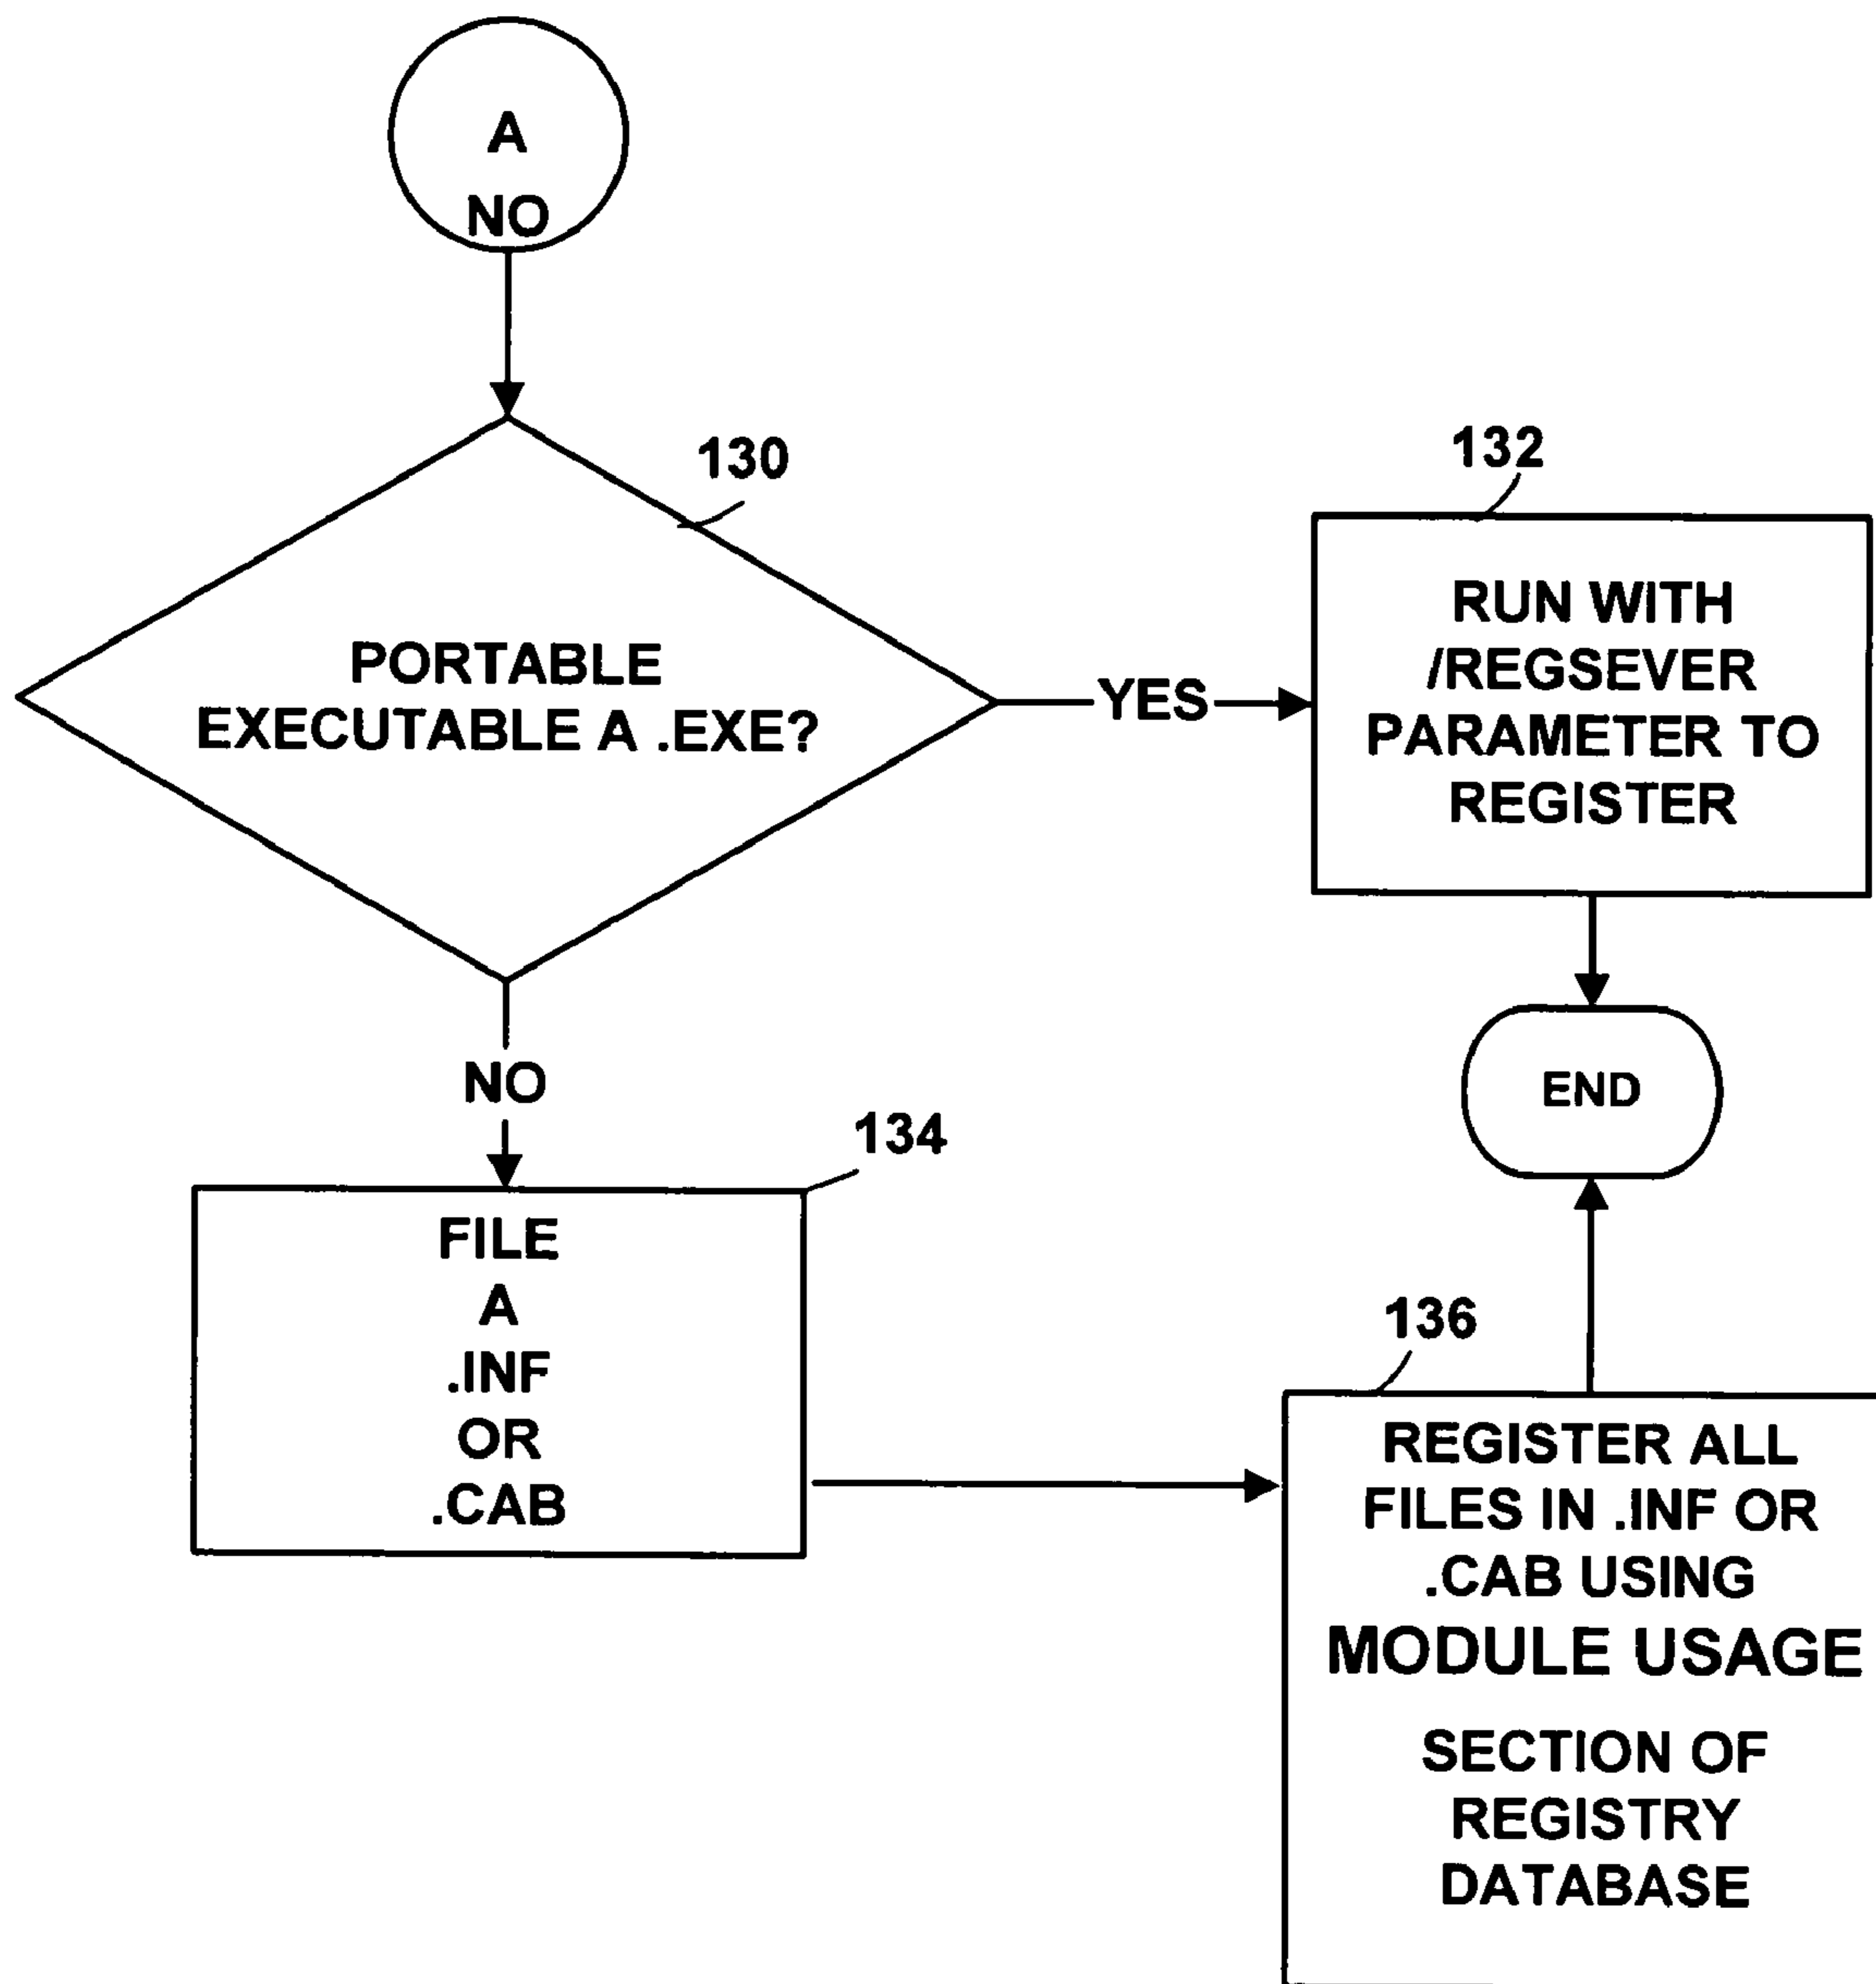 A
NO
130
PORTABLE
EXECUTABLE A .EXE?
YES
132
RUN WITH
/REGSEVER
PARAMETER TO
REGISTER
END
NO
134
FILE
A
.INF
OR
.CAB
136
REGISTER ALL
FILES IN .INF OR
.CAB USING
MODULE USAGE
SECTION OF
REGISTRY
DATABASE